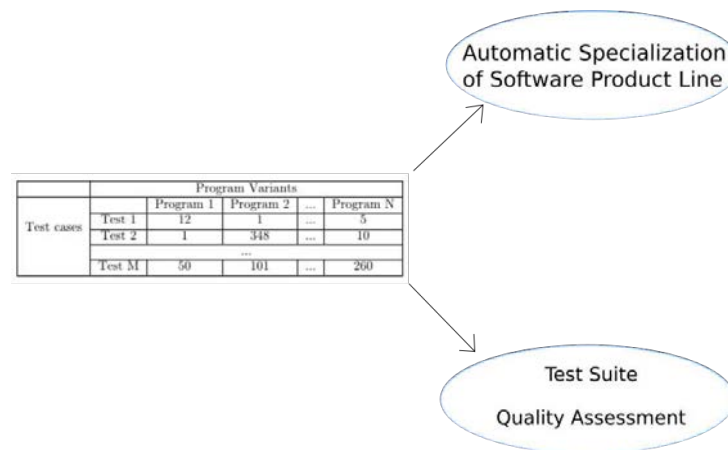 Automatic Specialization
of Software Product Line
Program Variants
Program 1 Program 2 ... Program N
Test cases
Test 1 12 1 ... 5
Test 2 1 348 ... 10
...
Test M 50 101 ... 260
Test Suite
Quality Assessment